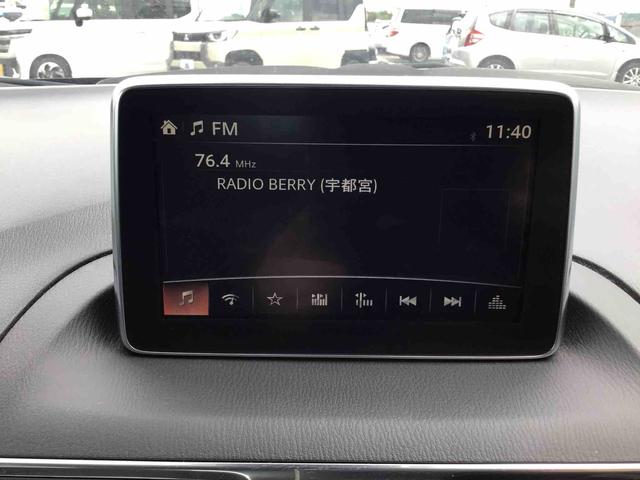 FM
11:40
76.4 MHz
RADIO BERRY (宇都宮)